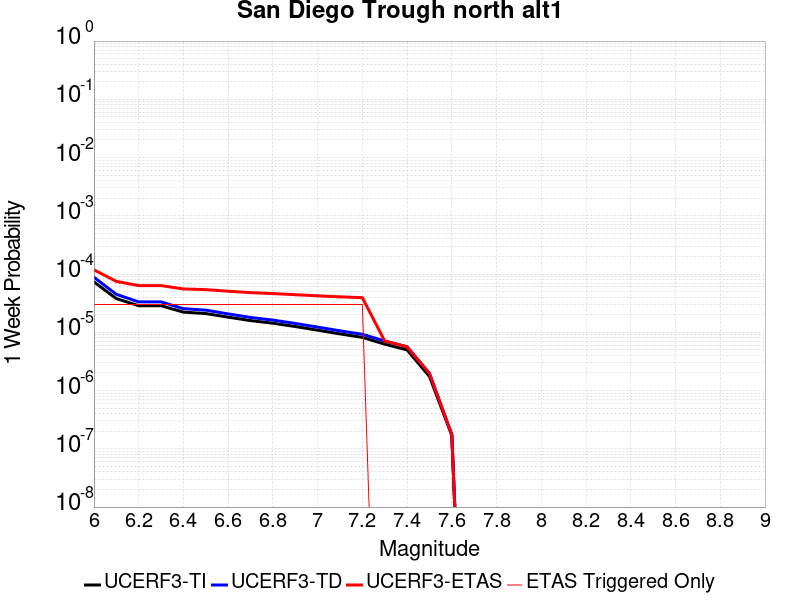 San Diego Trough north alt1
10^0
10^-1
10^-2
10^-3
10^-4
10^-5
10^-6
10^-7
10^-8
1 Week Probability
6 6.2 6.4 6.6 6.8 7 7.2 7.4 7.6 7.8 8 8.2 8.4 8.6 8.8 9
Magnitude
UCERF3-TI UCERF3-TD UCERF3-ETAS ETAS Triggered Only